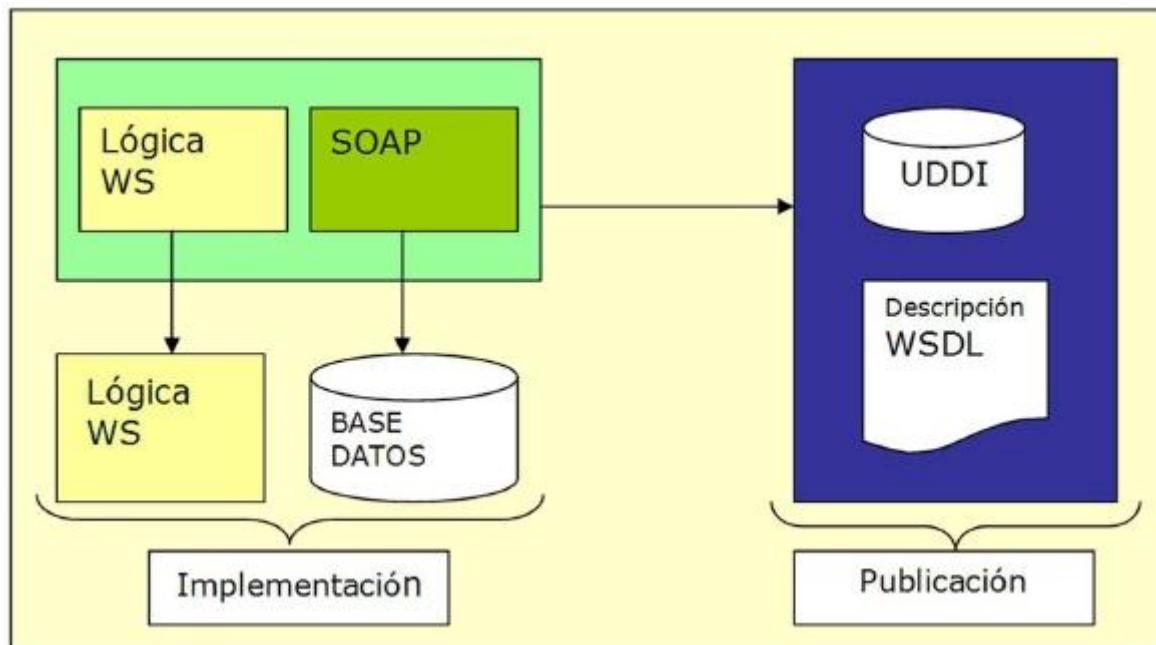 Lógica
WS
SOAP
UDDI
Descripción
WSDL
Lógica
WS
BASE
DATOS
Implementación
Publicación